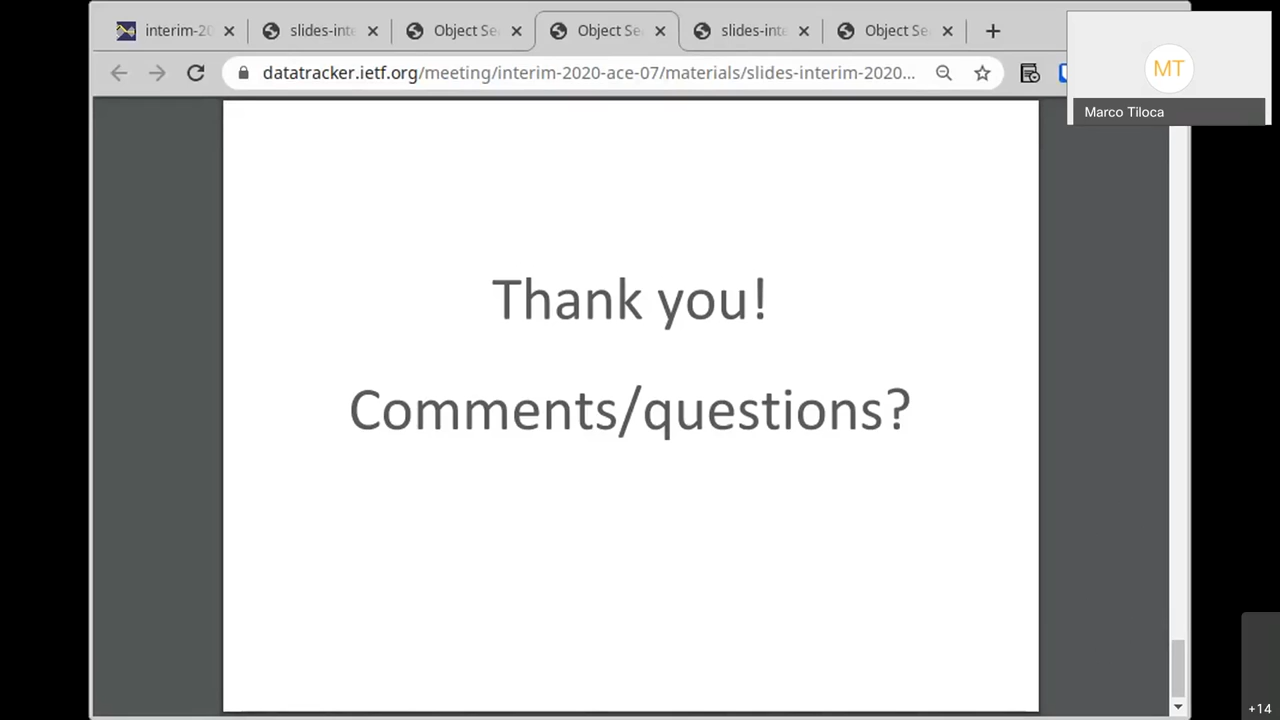 interim-20
slides-inte
Object Se
Object Se
slides-inte
Object Se
datatracker.ietf.org/meeting/interim-2020-ace-07/materials/slides-interim-2020...
MT
Marco Tiloca
Thank you!
Comments/questions?
+14